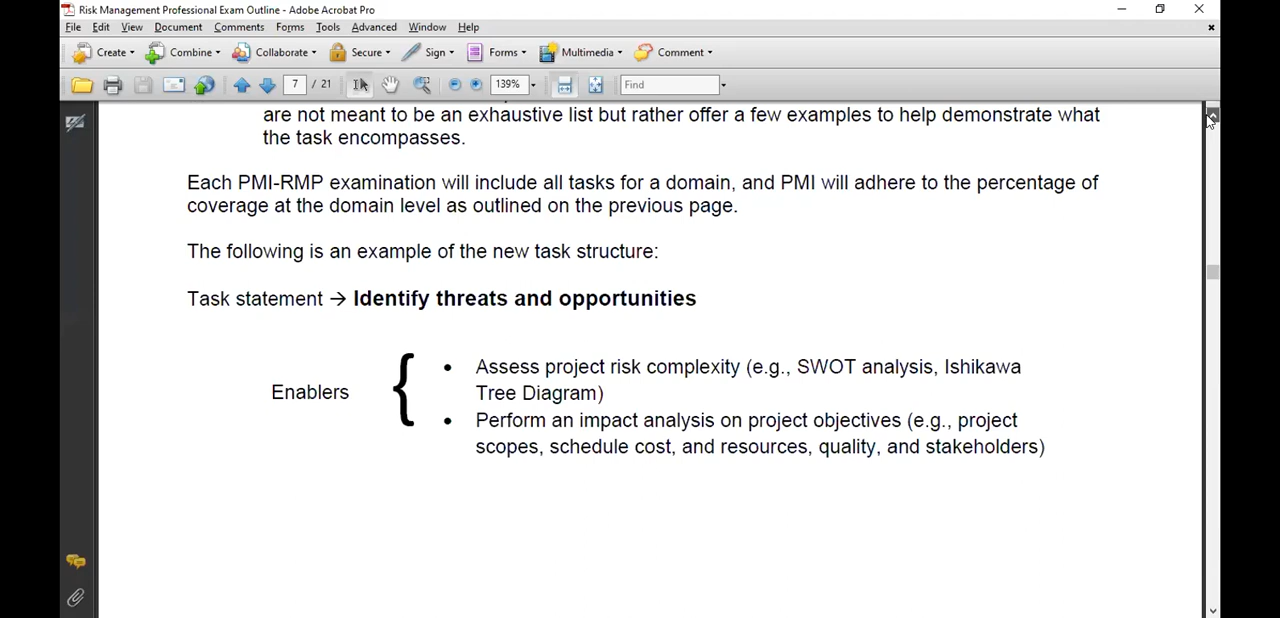 Risk Management Professional Exam Outline - Adobe Acrobat Pro
File Edit View Document Comments Forms Tools Advanced Window Help
Create Combine Collaborate Secure Sign Forms Multimedia Comment
7 / 21 139% Find
are not meant to be an exhaustive list but rather offer a few examples to help demonstrate what
the task encompasses.
Each PMI-RMP examination will include all tasks for a domain, and PMI will adhere to the percentage of
coverage at the domain level as outlined on the previous page.
The following is an example of the new task structure:
Task statement → Identify threats and opportunities
Enablers
• Assess project risk complexity (e.g., SWOT analysis, Ishikawa
Tree Diagram)
• Perform an impact analysis on project objectives (e.g., project
scopes, schedule cost, and resources, quality, and stakeholders)